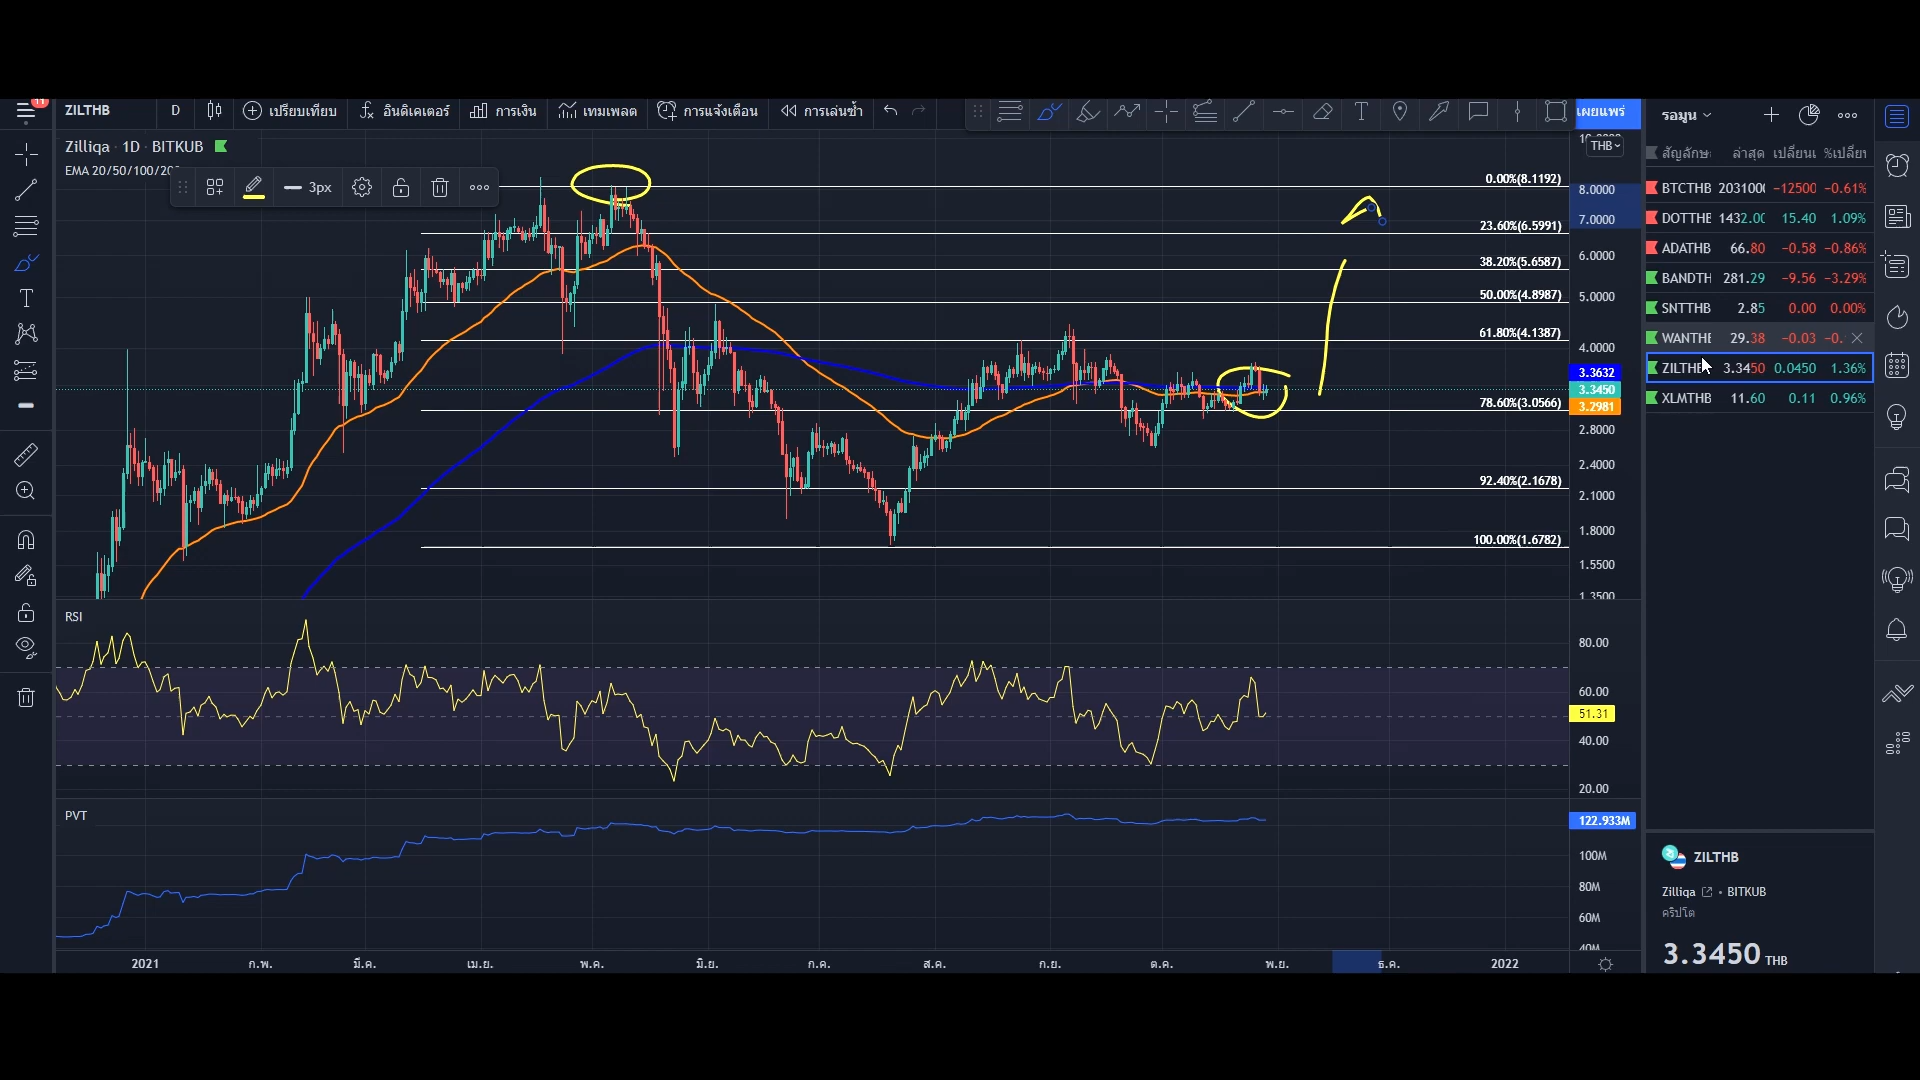 11
ZILTHB
D
เปรียบเทียบ
อินดิเคเตอร์
การเงิน
เทมเพลต
การแจ้งเตือน
การเล่นซ้ำ
เผยแพร่
Zilliqa · 1D · BITKUB
EMA 20/50/100/200
3px
THB
0.00%(8.1192)
23.60%(6.5991)
38.20%(5.6587)
50.00%(4.8987)
61.80%(4.1387)
78.60%(3.0566)
92.40%(2.1678)
100.00%(1.6782)
8.0000
7.0000
6.0000
5.0000
4.0000
3.3632
3.3450
3.2981
2.8000
2.4000
2.1000
1.8000
1.5500
1.3500
RSI
80.00
60.00
51.31
40.00
20.00
PVT
122.933M
100M
80M
60M
40M
2021 ก.พ. มี.ค. เม.ย. พ.ค. มิ.ย. ก.ค. ส.ค. ก.ย. ต.ค. พ.ย. ธ.ค. 2022
รอมูน
สัญลักษ ล่าสุด เปลี่ยนแ %เปลี่ย
BTCTHB 2031000 -12500 -0.61%
DOTTHB 1432.00 15.40 1.09%
ADATHB 66.80 -0.58 -0.86%
BANDTH 281.29 -9.56 -3.29%
SNTTHB 2.85 0.00 0.00%
WANTHB 29.38 -0.03 -0.
ZILTHB 3.3450 0.0450 1.36%
XLMTHB 11.60 0.11 0.96%
ZILTHB
Zilliqa • BITKUB
คริปโต
3.3450 THB